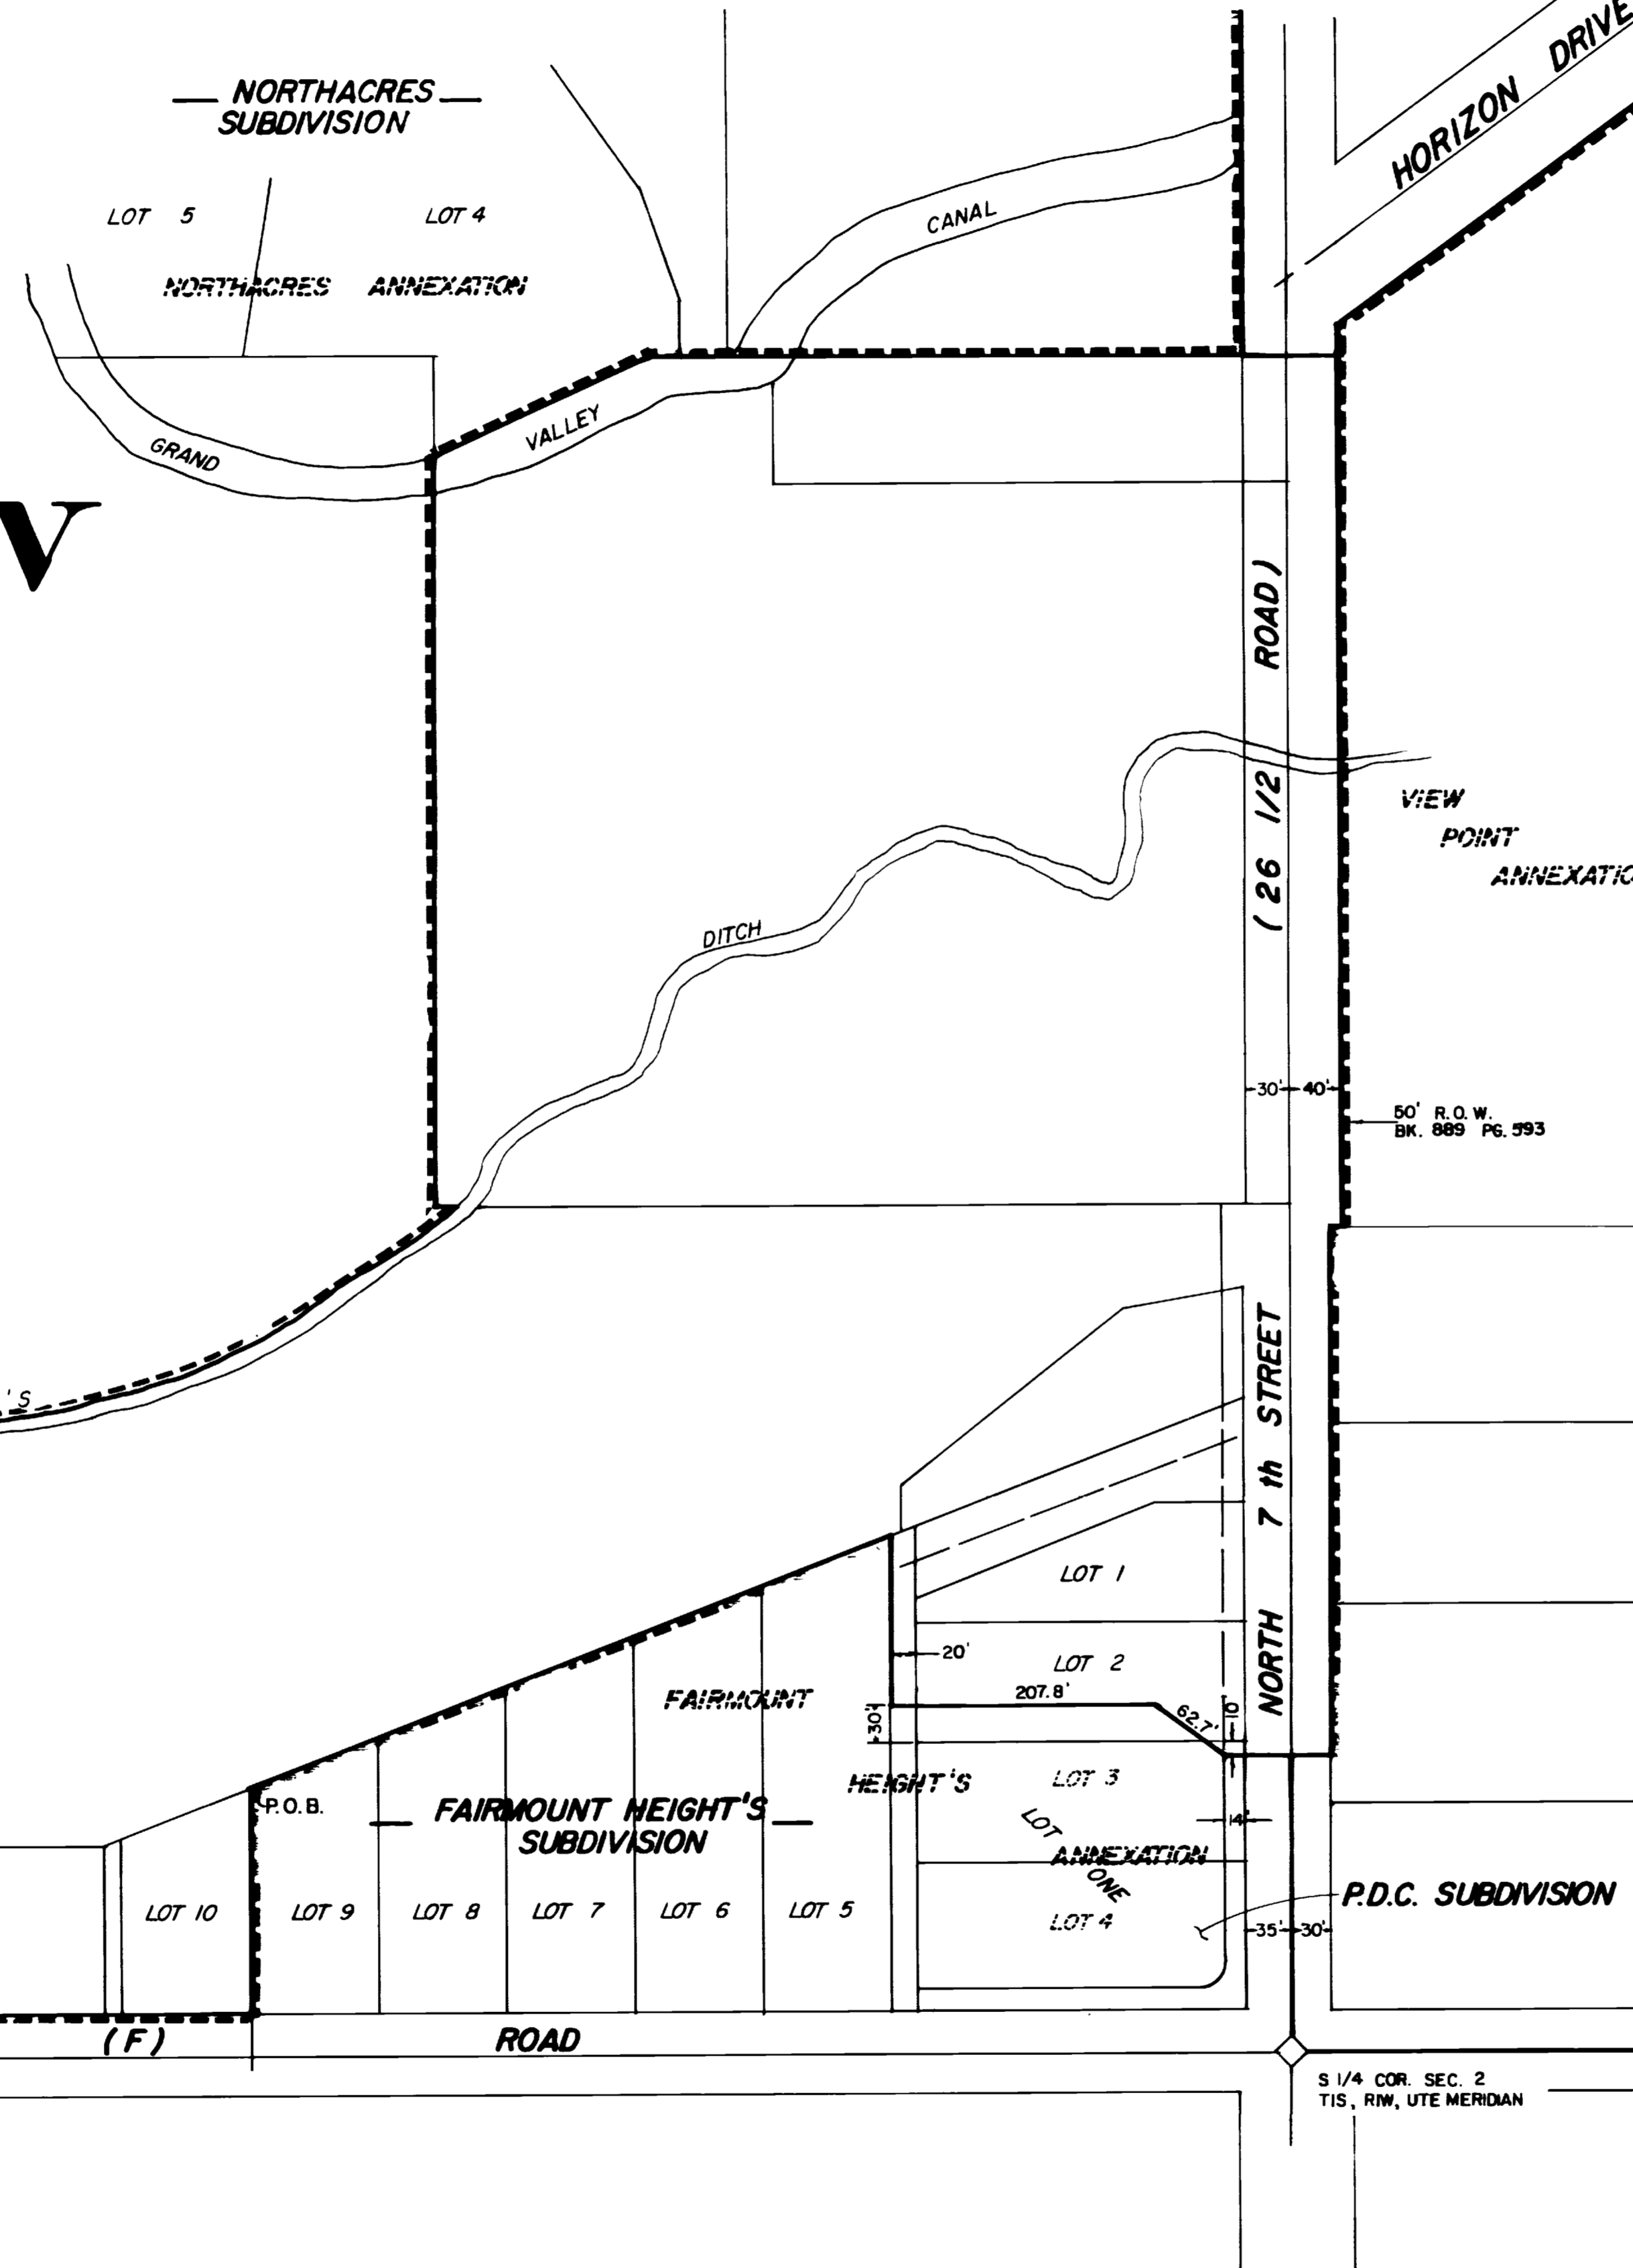 HORIZON DRIVE
NORTHACRES
SUBDIVISION
LOT 5
LOT 4
CANAL
NORTHACRES ANNEXATION
VALLEY
GRAND
V
( 26 1/2 ROAD )
VIEW
POINT
DITCH
30' 40'
50' R.O.W.
BK. 889 PG. 593
'S
NORTH 7 th STREET
LOT 1
20'
LOT 2
207.8'
FAIRMOUNT
30'
62.7'
10'
HEIGHT'S
LOT 3
P.O.B.
FAIRMOUNT HEIGHT'S
SUBDIVISION
LOT
ONE
14'
ANNEXATION
P.D.C. SUBDIVISION
LOT 10
LOT 9
LOT 8
LOT 7
LOT 6
LOT 5
LOT 4
35' 30'
(F) ROAD
S 1/4 COR. SEC. 2
T1S, R1W, UTE MERIDIAN